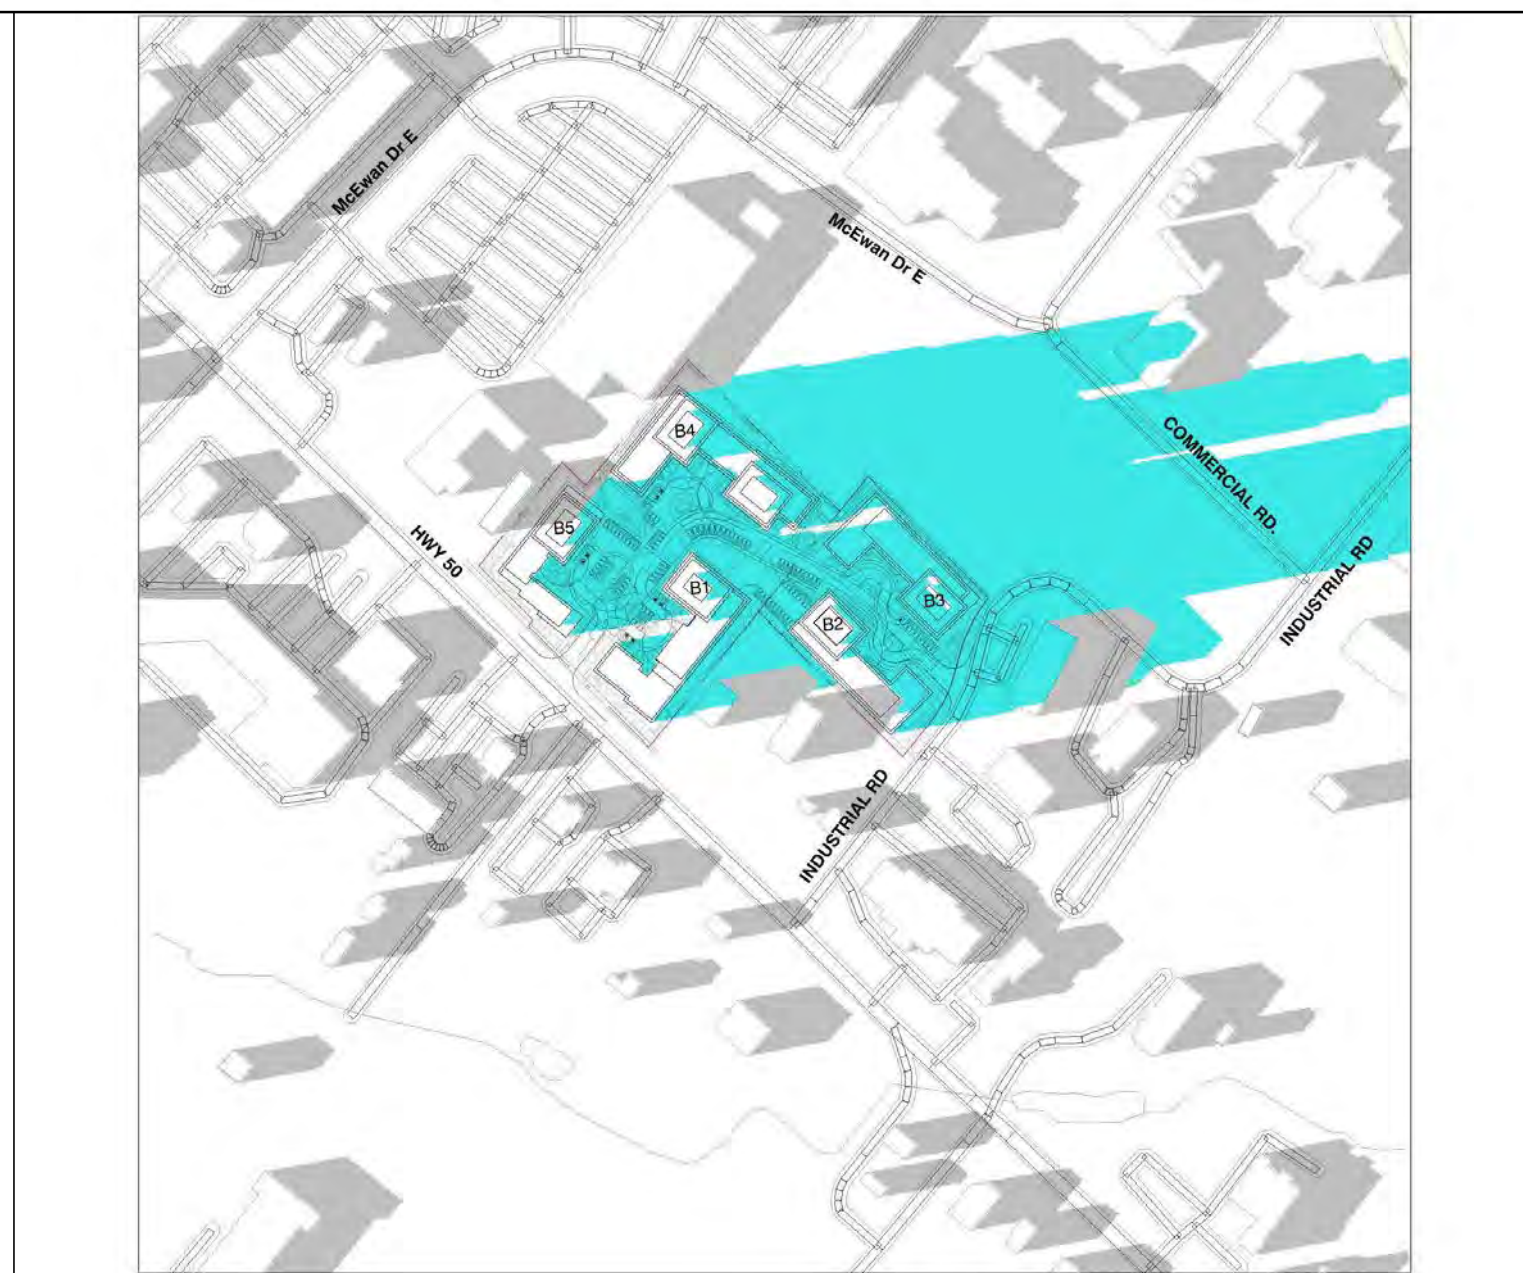 McEwan Dr E
McEwan Dr E
COMMERCIAL RD.
B4
B5
HWY 50
B1
B3
B2
INDUSTRIAL RD
INDUSTRIAL RD